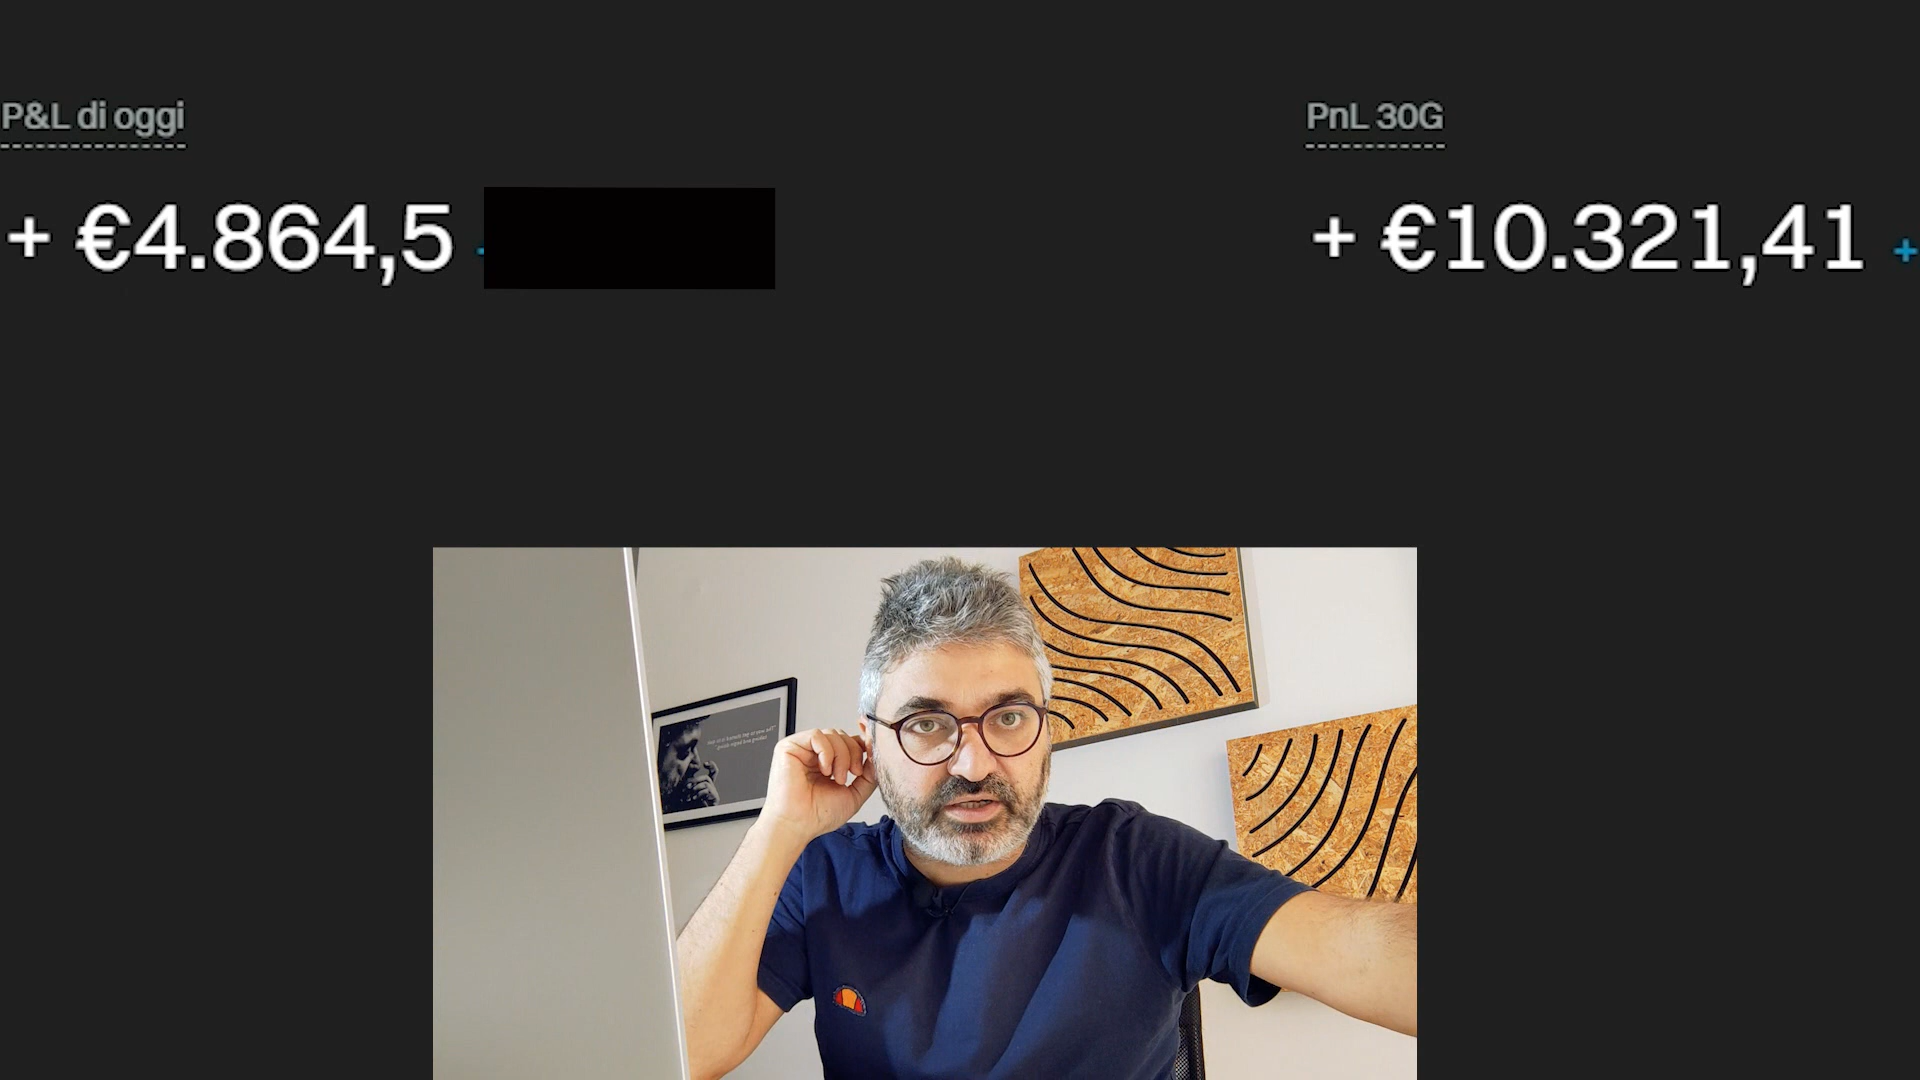 P&L di oggi
PnL 30G
+ €4.864,5
+ €10.321,41 +